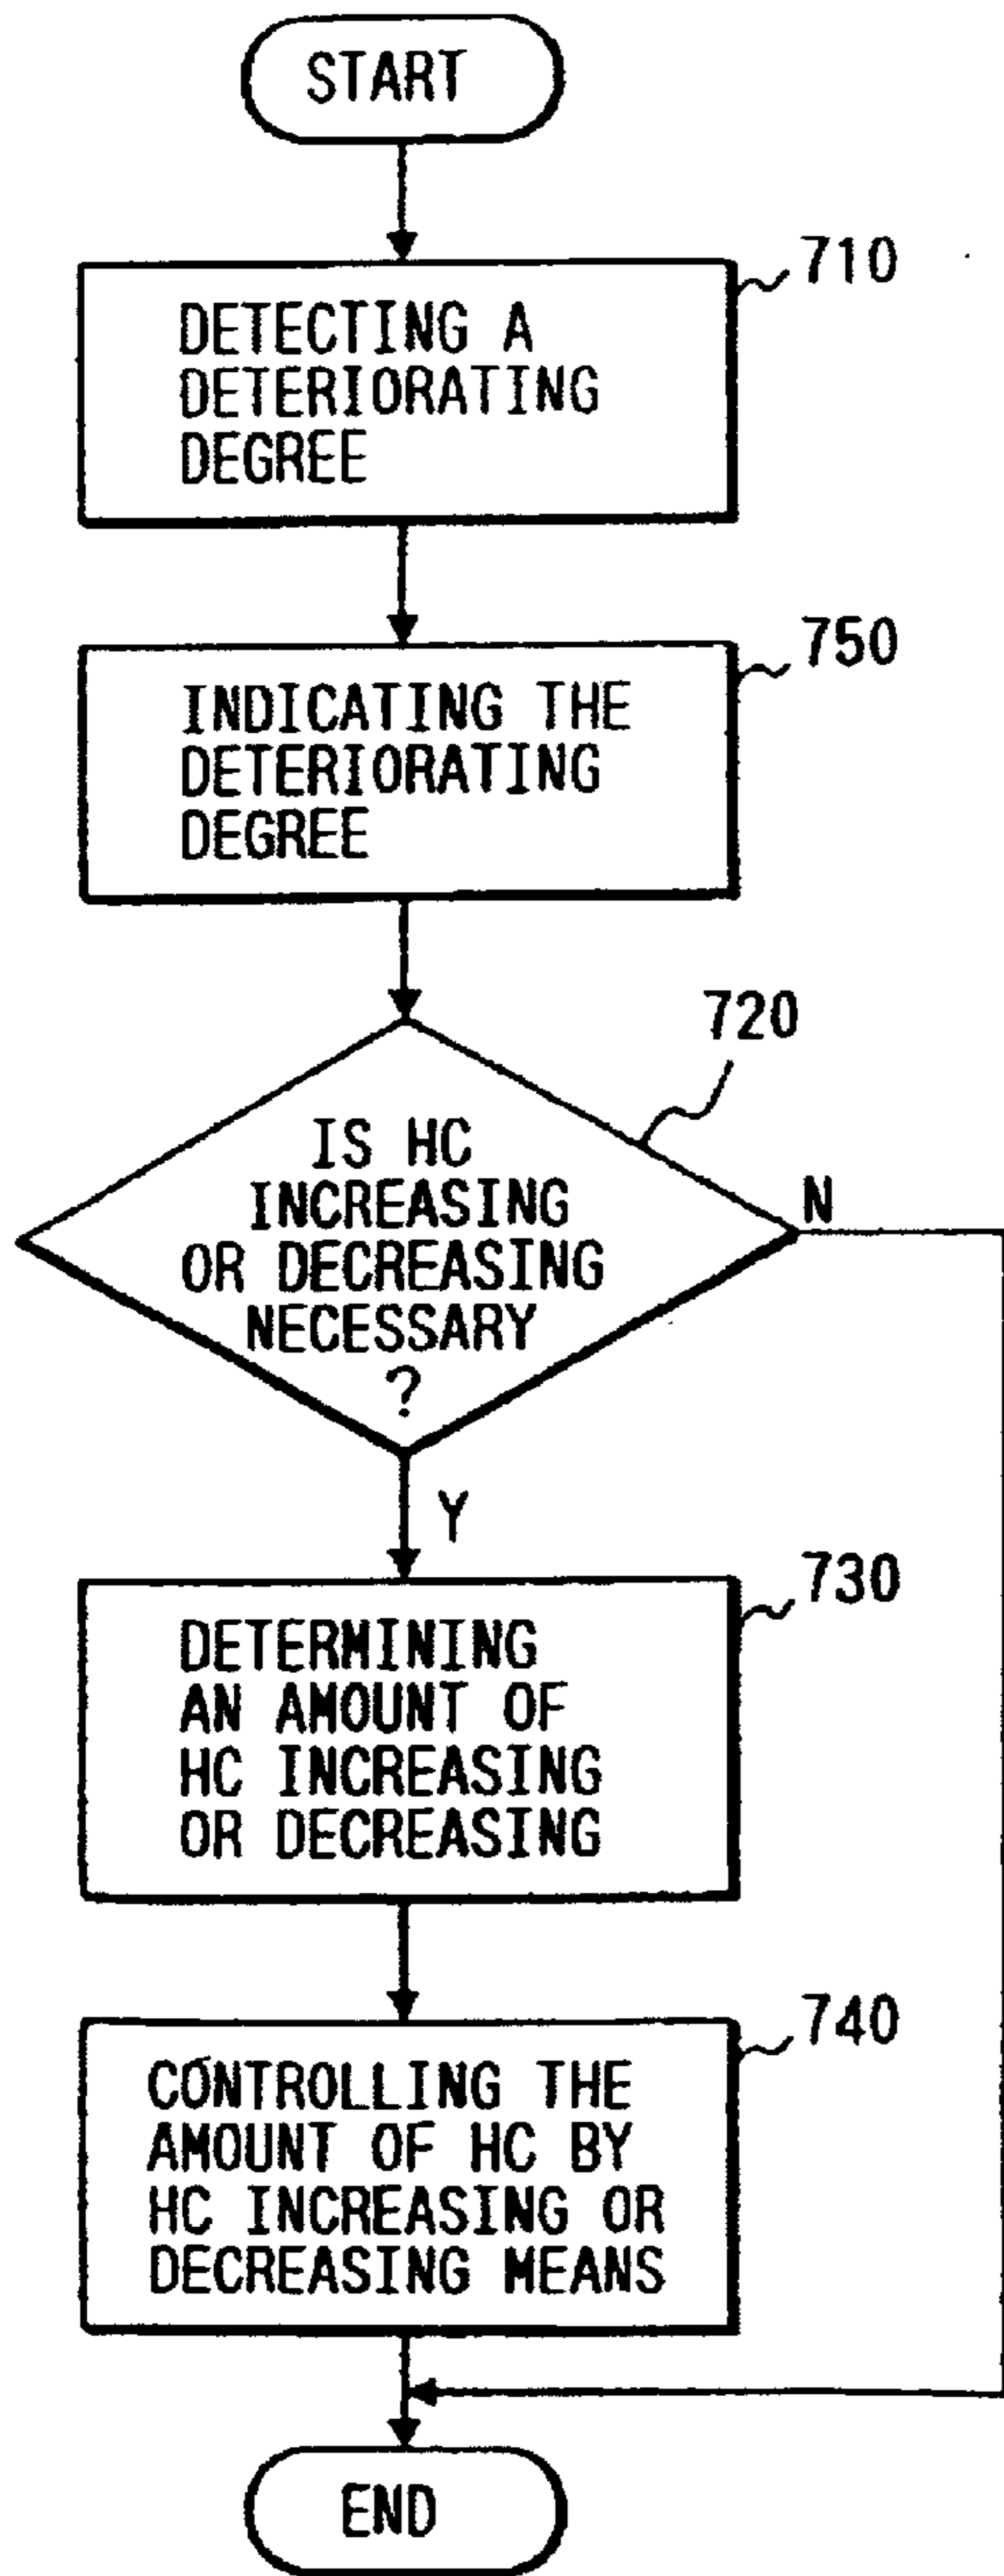 START
710
DETECTING A
DETERIORATING
DEGREE
750
INDICATING THE
DETERIORATING
DEGREE
720
IS HC
INCREASING
OR DECREASING
NECESSARY
?
N
Y
730
DETERMINING
AN AMOUNT OF
HC INCREASING
OR DECREASING
740
CONTROLLING THE
AMOUNT OF HC BY
HC INCREASING OR
DECREASING MEANS
END